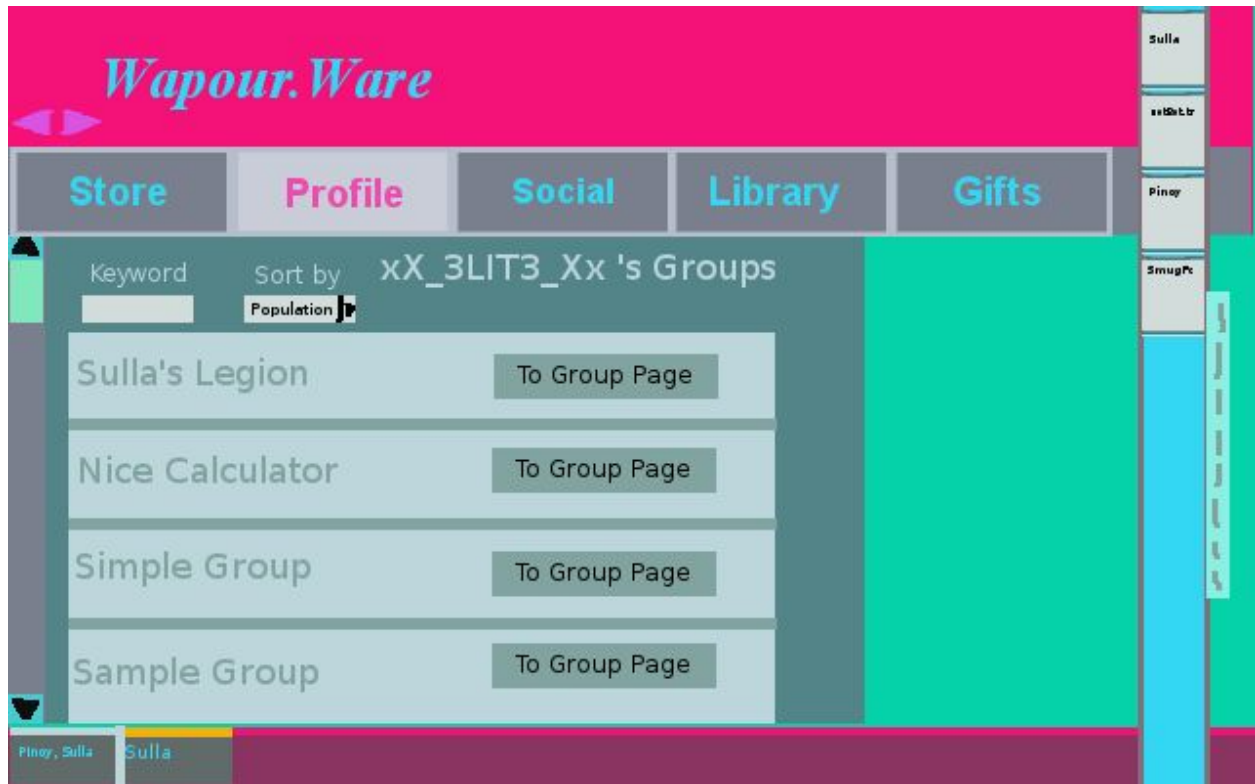 Wapour.Ware
Store Profile Social Library Gifts
Keyword Sort by xX_3LIT3_Xx 's Groups
Population
Sulla's Legion To Group Page
Nice Calculator To Group Page
Simple Group To Group Page
Sample Group To Group Page
Pinoy, Sulla Sulla
Sulla
Pinoy